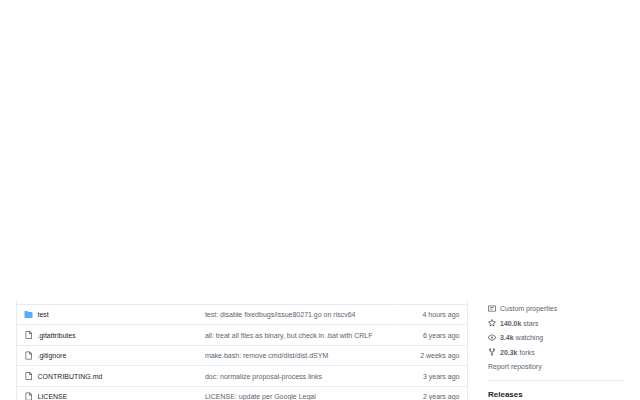 test test: disable fixedbugs/issue80271.go on riscv64 4 hours ago
.gitattributes all: treat all files as binary, but check in .bat with CRLF 6 years ago
.gitignore make.bash: remove cmd/dist/dist.dSYM 2 weeks ago
CONTRIBUTING.md doc: normalize proposal-process links 3 years ago
LICENSE LICENSE: update per Google Legal 2 years ago
Custom properties
140.0k stars
3.4k watching
20.3k forks
Report repository
Releases